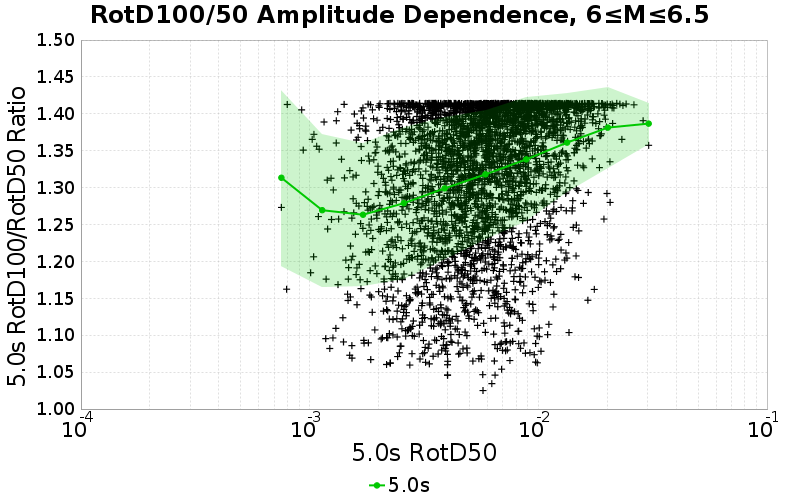 RotD100/50 Amplitude Dependence, 6≤M≤6.5
5.0s RotD100/RotD50 Ratio
1.50
1.45
1.40
1.35
1.30
1.25
1.20
1.15
1.10
1.05
1.00
10^-4 10^-3 10^-2 10^-1
5.0s RotD50
5.0s